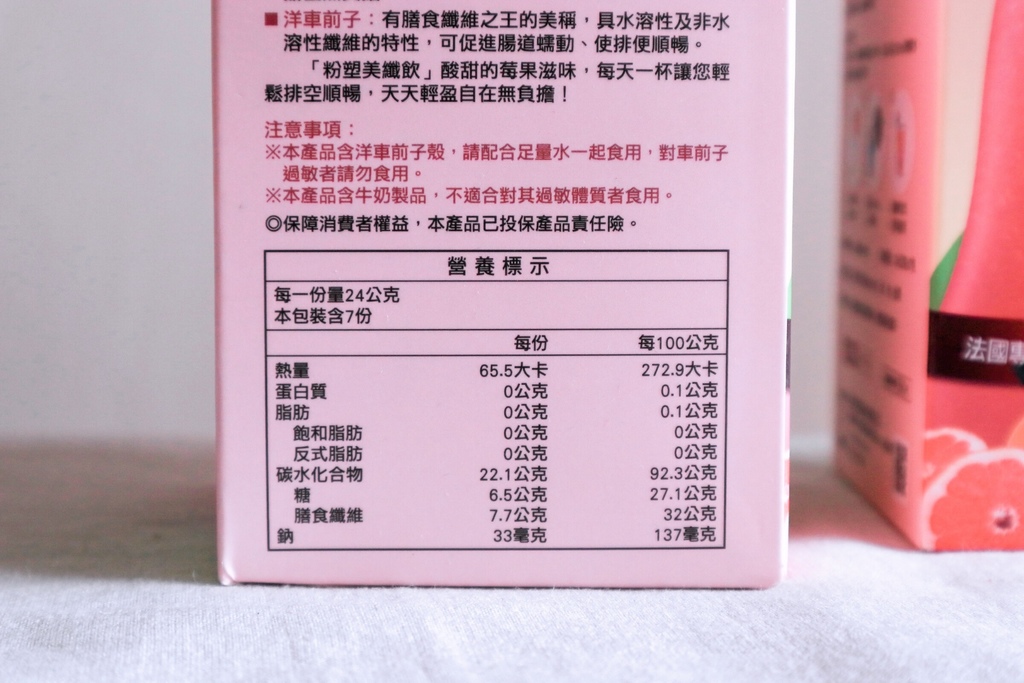 ■ 洋車前子：有膳食纖維之王的美稱，具水溶性及非水
溶性纖維的特性，可促進腸道蠕動、使排便順暢。
「粉塑美纖飲」酸甜的莓果滋味，每天一杯讓您輕
鬆排空順暢，天天輕盈自在無負擔！
注意事項：
※本產品含洋車前子殼，請配合足量水一起食用，對車前子
過敏者請勿食用。
※本產品含牛奶製品，不適合對其過敏體質者食用。
◎保障消費者權益，本產品已投保產品責任險。
營養標示
每一份量24公克
本包裝含7份
每份 每100公克
熱量 65.5大卡 272.9大卡
蛋白質 0公克 0.1公克
脂肪 0公克 0.1公克
飽和脂肪 0公克 0公克
反式脂肪 0公克 0公克
碳水化合物 22.1公克 92.3公克
糖 6.5公克 27.1公克
膳食纖維 7.7公克 32公克
鈉 33毫克 137毫克
法國專